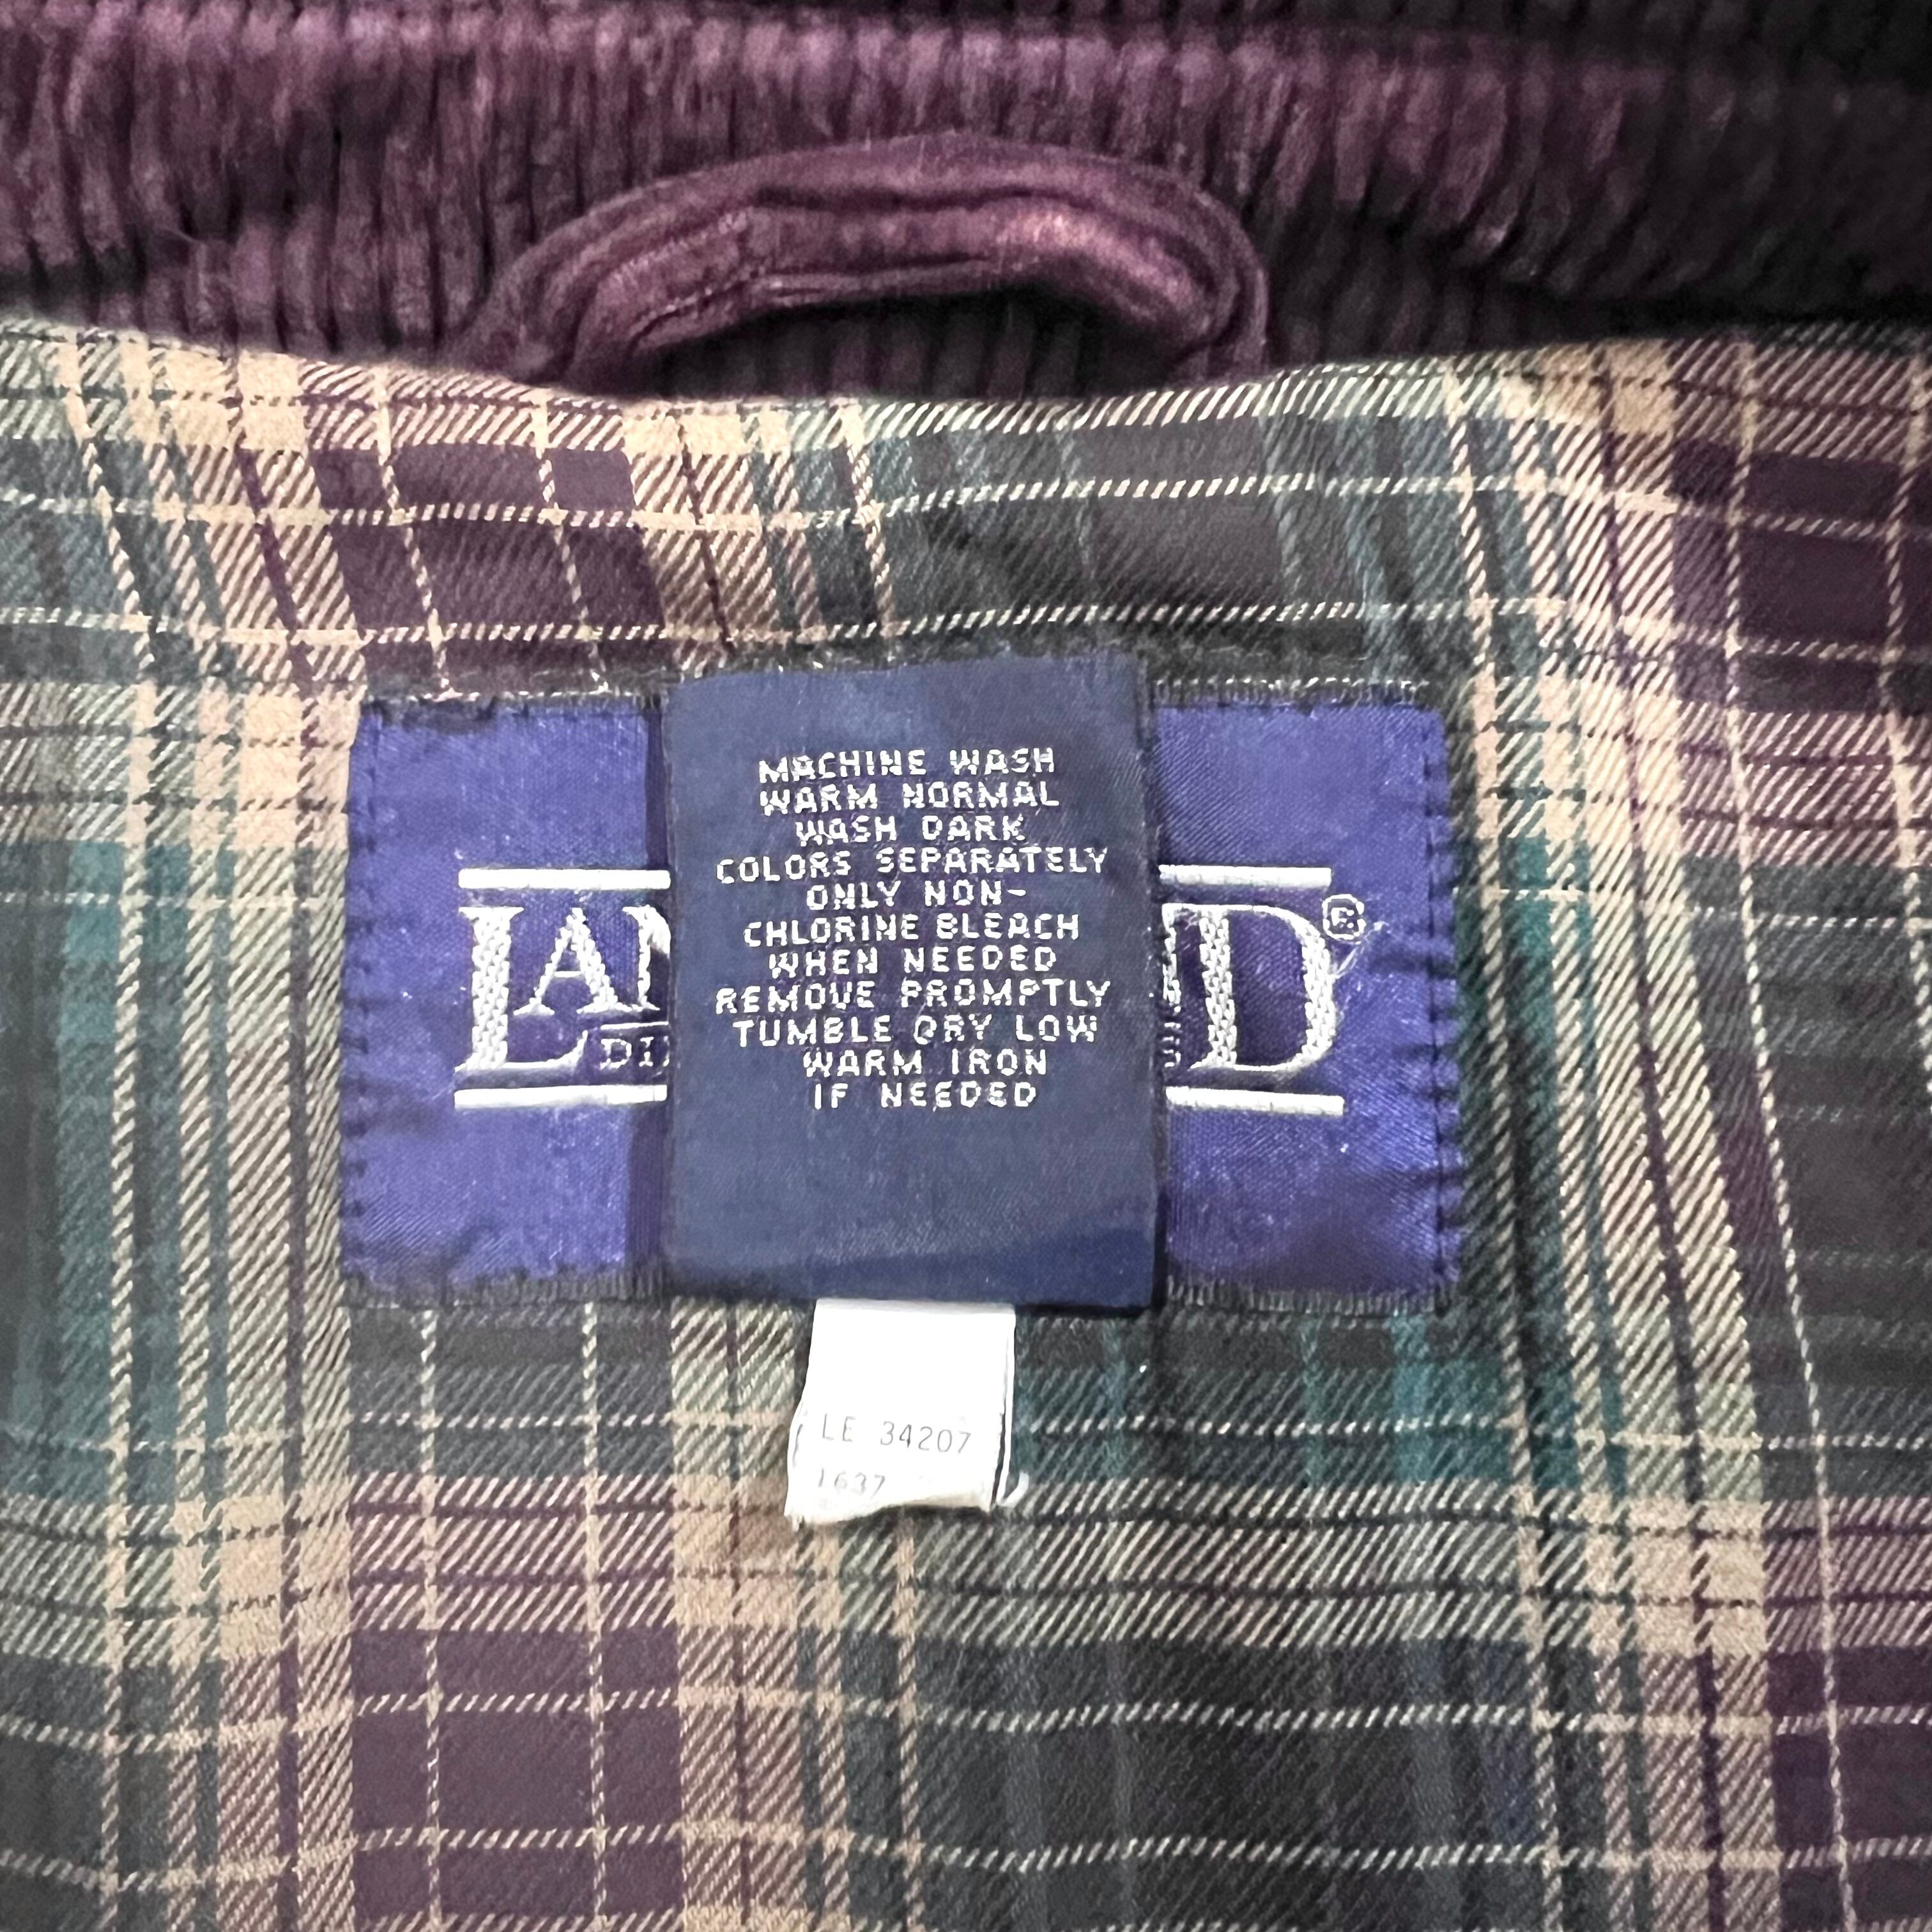 MACHINE WASH
WARM NORMAL
WASH DARK
COLORS SEPARATELY
ONLY NON-
CHLORINE BLEACH
WHEN NEEDED
REMOVE PROMPTLY
TUMBLE DRY LOW
WARM IRON
IF NEEDED
LE 34207
1637